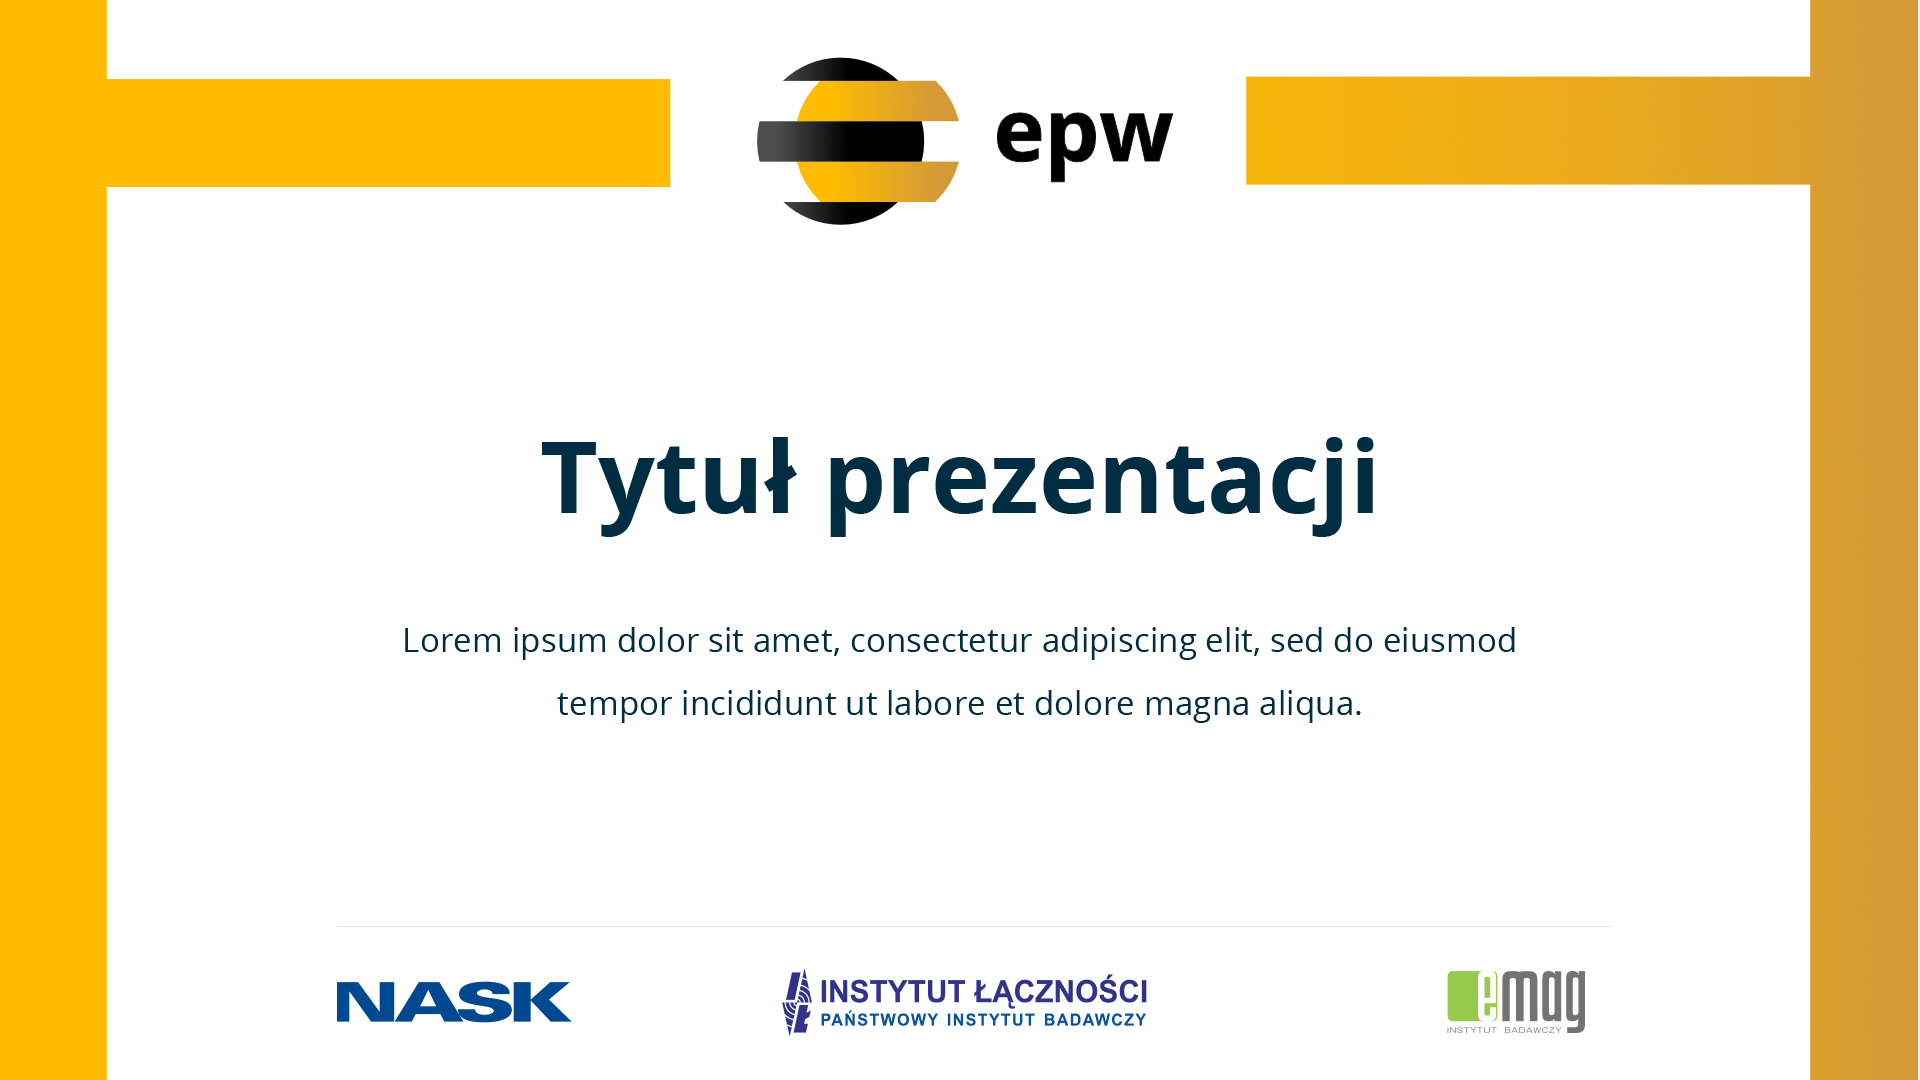 epw
Tytuł prezentacji
Lorem ipsum dolor sit amet, consectetur adipiscing elit, sed do eiusmod
tempor incididunt ut labore et dolore magna aliqua.
NASK
INSTYTUT ŁĄCZNOŚCI
PAŃSTWOWY INSTYTUT BADAWCZY
emag
INSTYTUT BADAWCZY